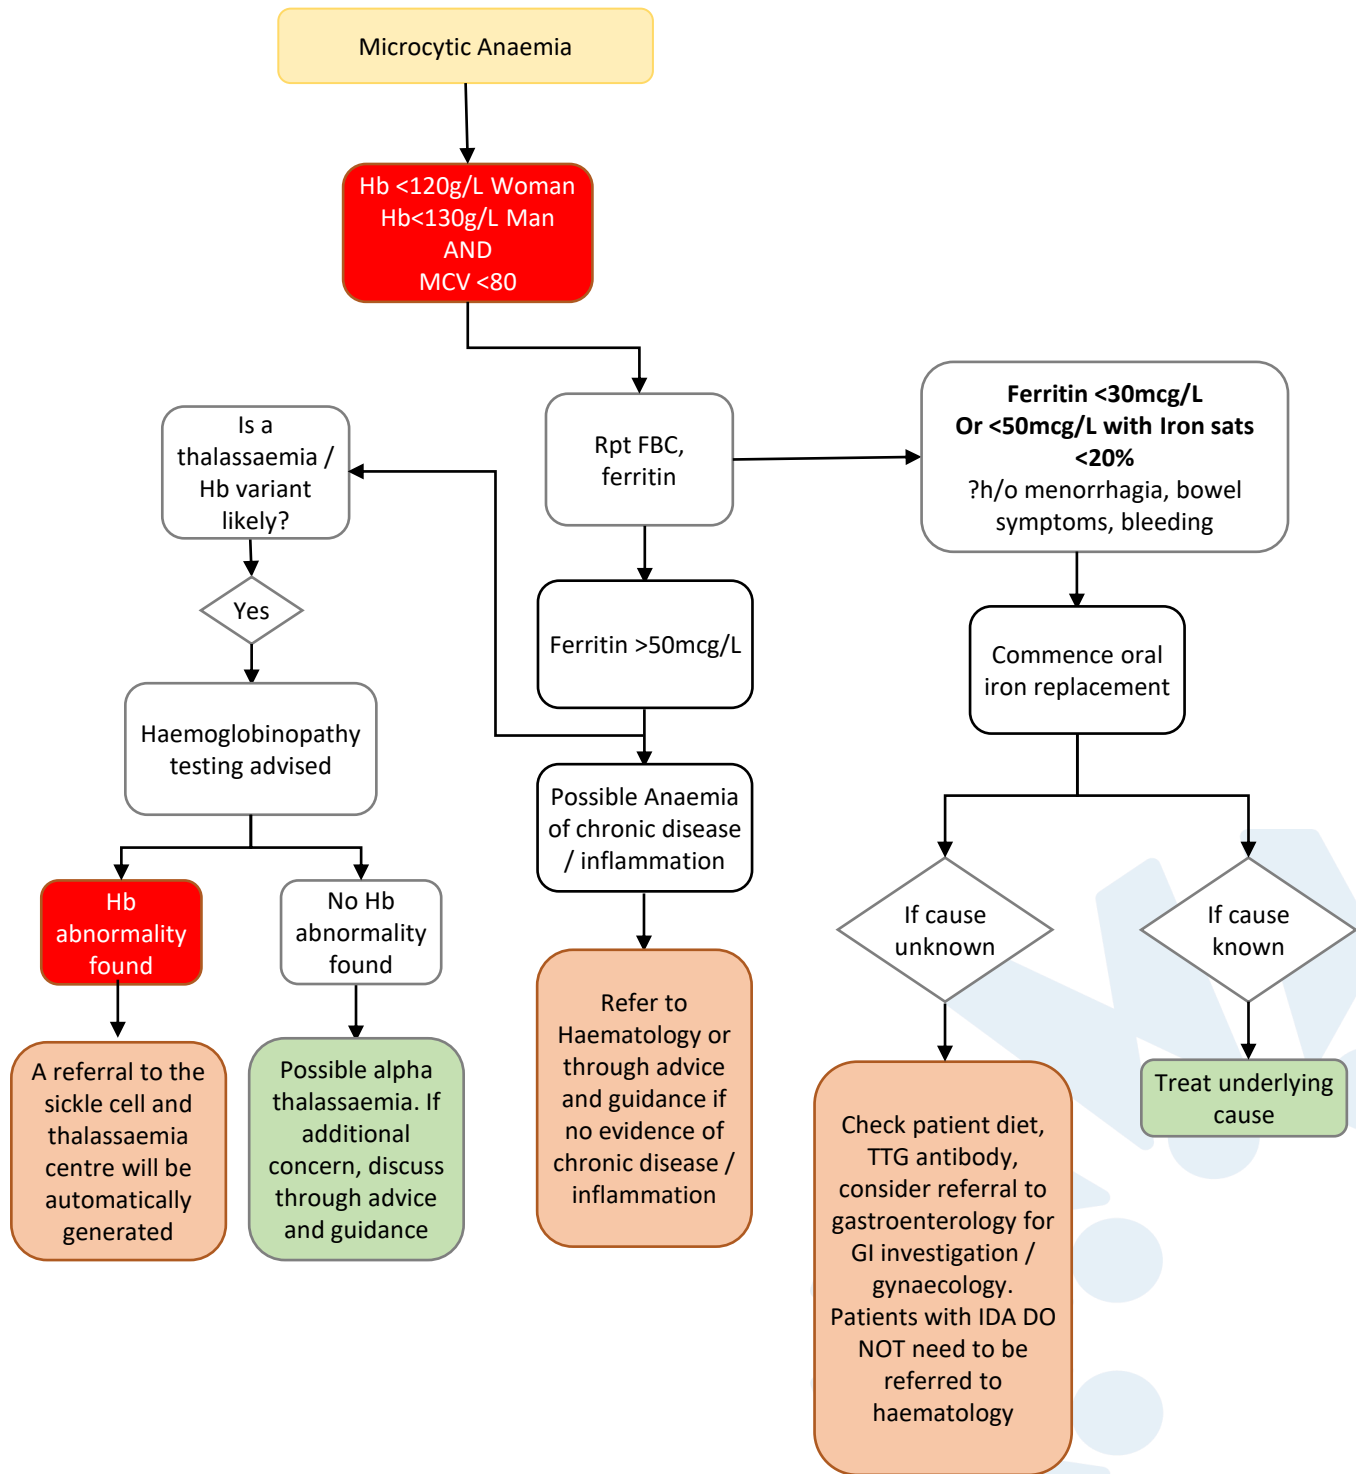 Microcytic Anaemia
Hb <120g/L Woman
Hb<130g/L Man
AND
MCV <80
Rpt FBC,
ferritin
Ferritin <30mcg/L
Or <50mcg/L with Iron sats
<20%
?h/o menorrhagia, bowel
symptoms, bleeding
Is a
thalassaemia /
Hb variant
likely?
Yes
Haemoglobinopathy
testing advised
Hb
abnormality
found
No Hb
abnormality
found
A referral to the
sickle cell and
thalassaemia
centre will be
automatically
generated
Possible alpha
thalassaemia. If
additional
concern, discuss
through advice
and guidance
Ferritin >50mcg/L
Possible Anaemia
of chronic disease
/ inflammation
Refer to
Haematology or
through advice
and guidance if
no evidence of
chronic disease /
inflammation
Commence oral
iron replacement
If cause
unknown
If cause
known
Check patient diet,
TTG antibody,
consider referral to
gastroenterology for
GI investigation /
gynaecology.
Patients with IDA DO
NOT need to be
referred to
haematology
Treat underlying
cause